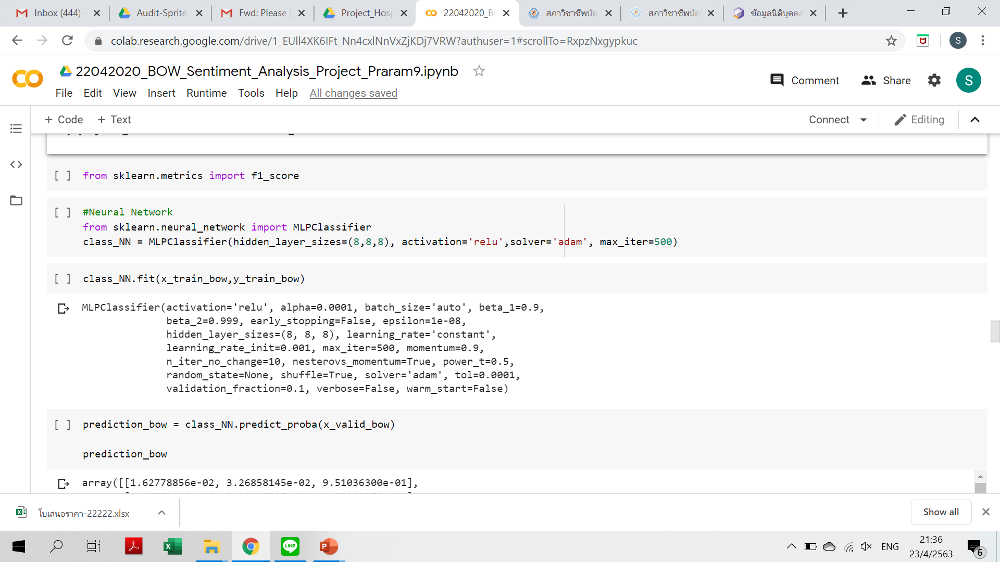 Inbox (444) -
Audit-Sprite
Fwd: Please j
Project_Hosp
22042020_BO
สภาวิชาชีพบัญ
สภาวิชาชีพบัญ
ข้อมูลนิติบุคคล
colab.research.google.com/drive/1_EUll4XK6IFt_Nn4cxlNnVxZjKDj7VRW?authuser=1#scrollTo=RxpzNxgypkuc
S
22042020_BOW_Sentiment_Analysis_Project_Praram9.ipynb
Comment
Share
S
File Edit View Insert Runtime Tools Help All changes saved
+ Code + Text
Connect
Editing
[ ] from sklearn.metrics import f1_score
[ ] #Neural Network
from sklearn.neural_network import MLPClassifier
class_NN = MLPClassifier(hidden_layer_sizes=(8,8,8), activation='relu',solver='adam', max_iter=500)
[ ] class_NN.fit(x_train_bow,y_train_bow)
MLPClassifier(activation='relu', alpha=0.0001, batch_size='auto', beta_1=0.9,
beta_2=0.999, early_stopping=False, epsilon=1e-08,
hidden_layer_sizes=(8, 8, 8), learning_rate='constant',
learning_rate_init=0.001, max_iter=500, momentum=0.9,
n_iter_no_change=10, nesterovs_momentum=True, power_t=0.5,
random_state=None, shuffle=True, solver='adam', tol=0.0001,
validation_fraction=0.1, verbose=False, warm_start=False)
[ ] prediction_bow = class_NN.predict_proba(x_valid_bow)
prediction_bow
array([[1.62778856e-02, 3.26858145e-02, 9.51036300e-01],
ใบเสนอราคา-22222.xlsx
Show all
LINE
ENG
21:36
23/4/2563
6